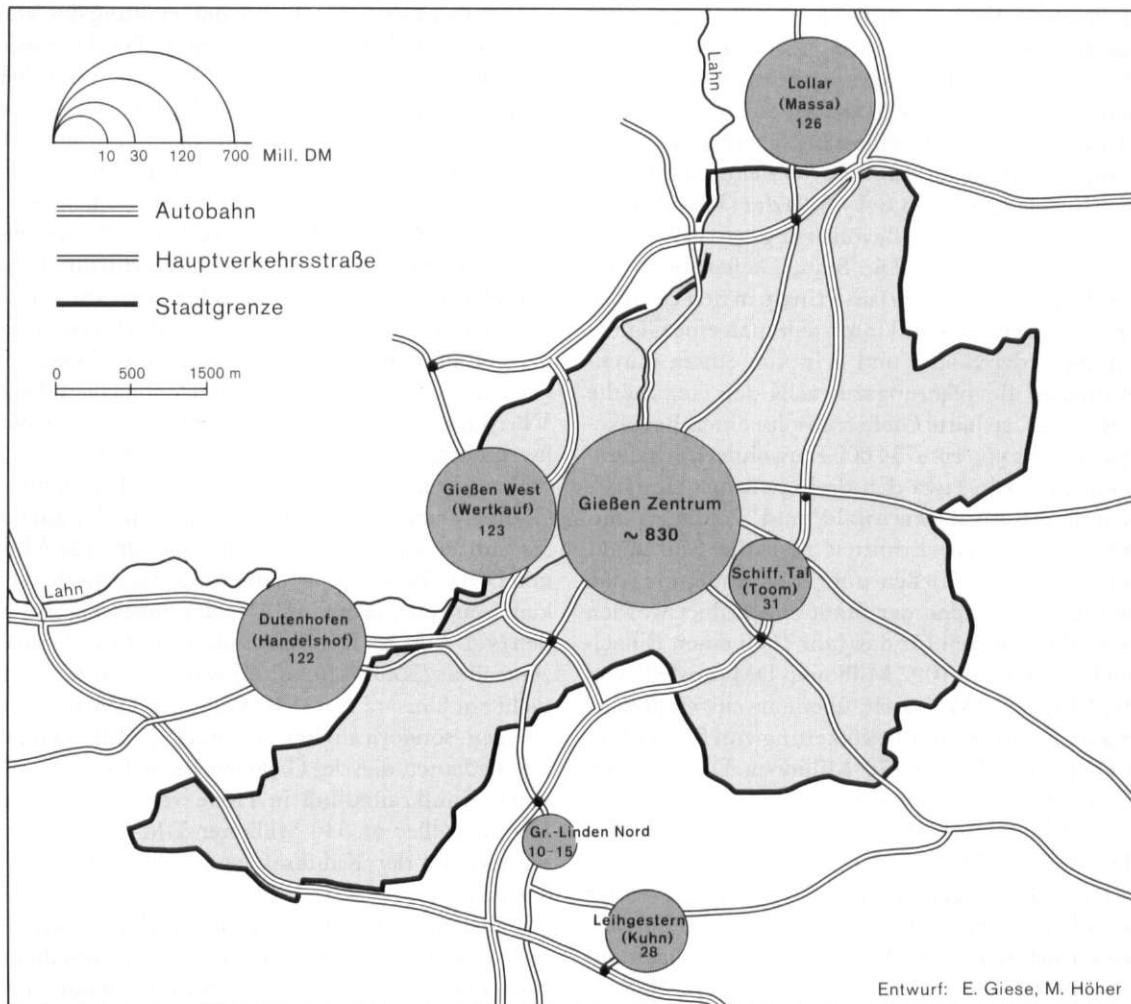 Lahn
Lollar
(Massa)
126
10 30 120 700 Mill. DM
Autobahn
Hauptverkehrsstraße
Stadtgrenze
0 500 1500 m
Gießen West
(Wertkauf)
123
Gießen Zentrum
~ 830
Schiff. Tal
(Toom)
31
Lahn
Dutenhofen
(Handelshof)
122
Gr.-Linden Nord
10-15
Leihgestern
(Kuhn)
28
Entwurf: E. Giese, M. Höher